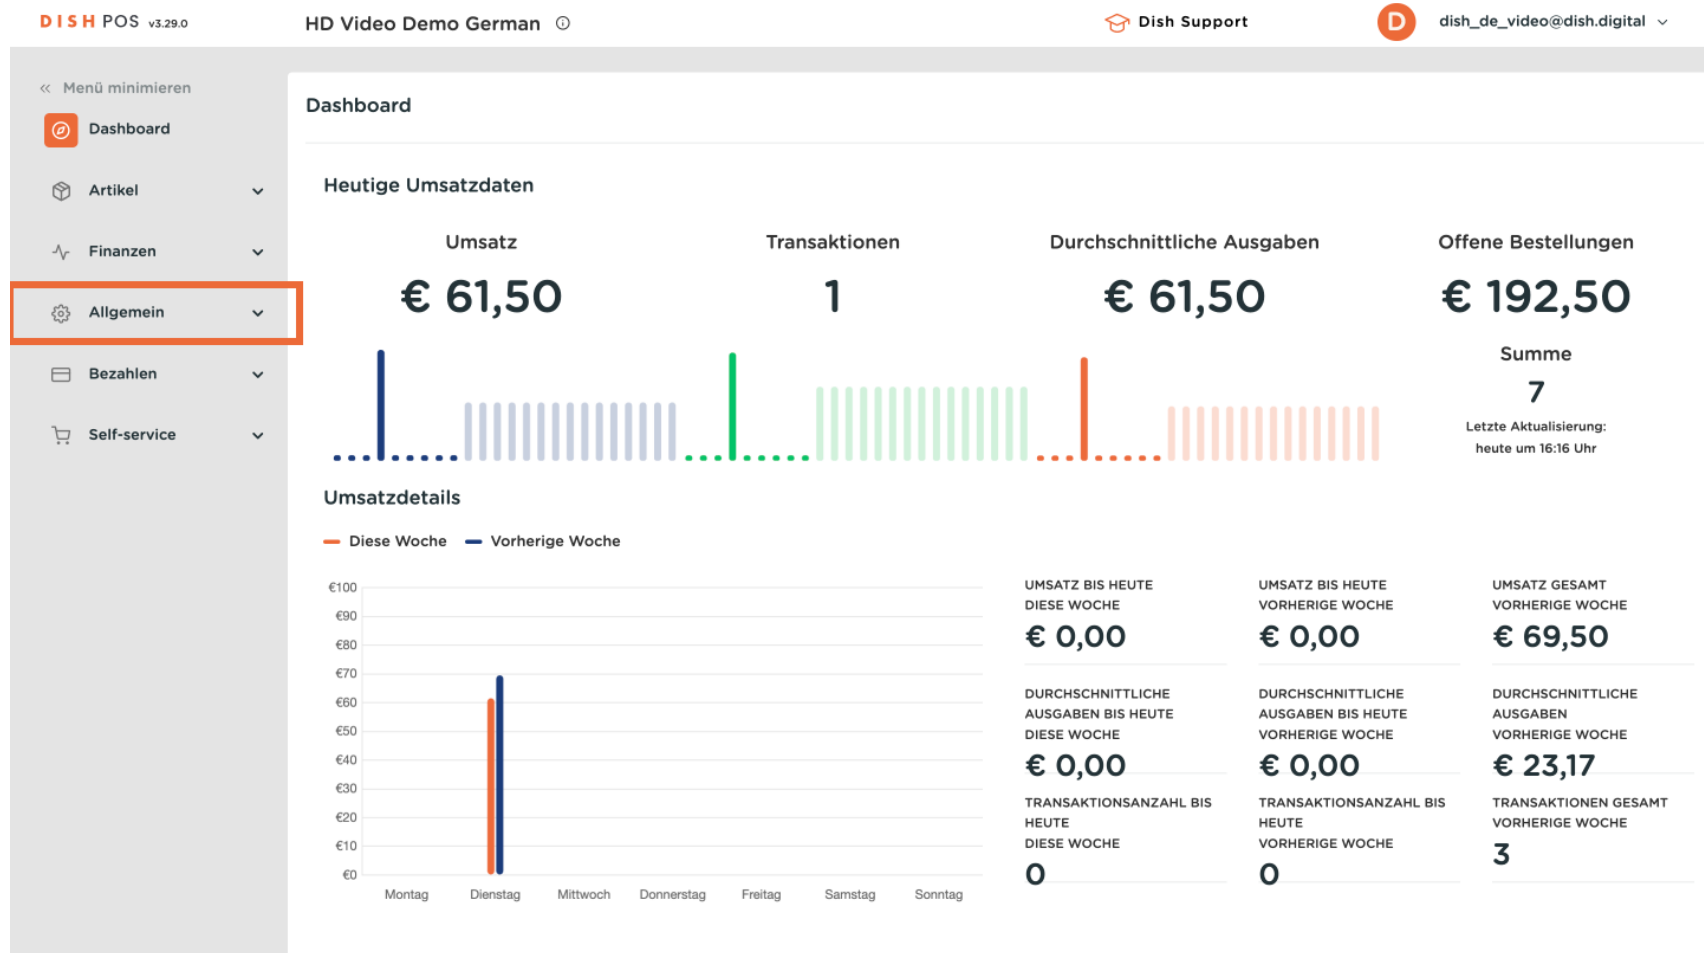 DISH POS v3.29.0
HD Video Demo German
Dish Support
D
dish_de_video@dish.digital
Menü minimieren
Dashboard
Artikel
Finanzen
Allgemein
Bezahlen
Self-service
Dashboard
Heutige Umsatzdaten
Umsatz
€ 61,50
Transaktionen
1
Durchschnittliche Ausgaben
€ 61,50
Offene Bestellungen
€ 192,50
Summe
7
Letzte Aktualisierung:
heute um 16:16 Uhr
Umsatzdetails
Diese Woche
Vorherige Woche
€100
€90
€80
€70
€60
€50
€40
€30
€20
€10
€0
Montag
Dienstag
Mittwoch
Donnerstag
Freitag
Samstag
Sonntag
UMSATZ BIS HEUTE
DIESE WOCHE
€ 0,00
UMSATZ BIS HEUTE
VORHERIGE WOCHE
€ 0,00
UMSATZ GESAMT
VORHERIGE WOCHE
€ 69,50
DURCHSCHNITTLICHE
AUSGABEN BIS HEUTE
DIESE WOCHE
€ 0,00
DURCHSCHNITTLICHE
AUSGABEN BIS HEUTE
VORHERIGE WOCHE
€ 0,00
DURCHSCHNITTLICHE
AUSGABEN
VORHERIGE WOCHE
€ 23,17
TRANSAKTIONSANZAHL BIS
HEUTE
DIESE WOCHE
0
TRANSAKTIONSANZAHL BIS
HEUTE
VORHERIGE WOCHE
0
TRANSAKTIONEN GESAMT
VORHERIGE WOCHE
3